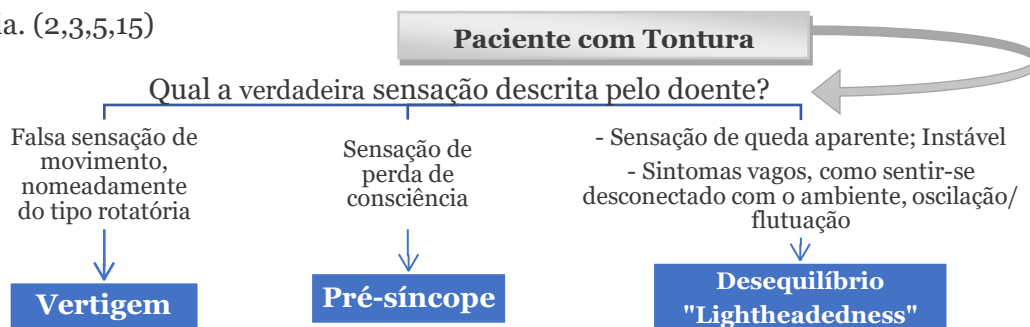 ia. (2,3,5,15)
Paciente com Tontura
Qual a verdadeira sensação descrita pelo doente?
Falsa sensação de
movimento,
nomeadamente
do tipo rotatória
Sensação de
perda de
consciência
- Sensação de queda aparente; Instável
- Sintomas vagos, como sentir-se
desconectado com o ambiente, oscilação/
flutuação
Vertigem
Pré-síncope
Desequilíbrio
"Lightheadedness"